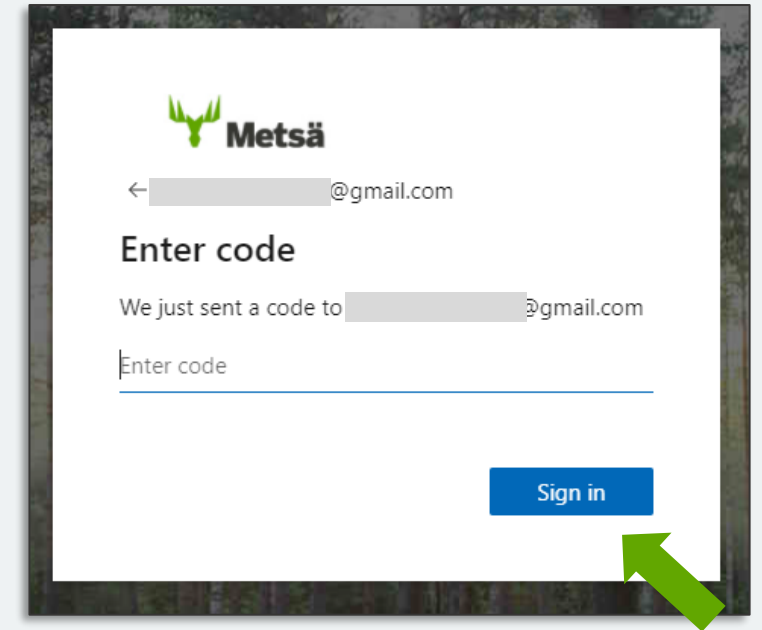 Metsä
@gmail.com
Enter code
We just sent a code to @gmail.com
Enter code
Sign in